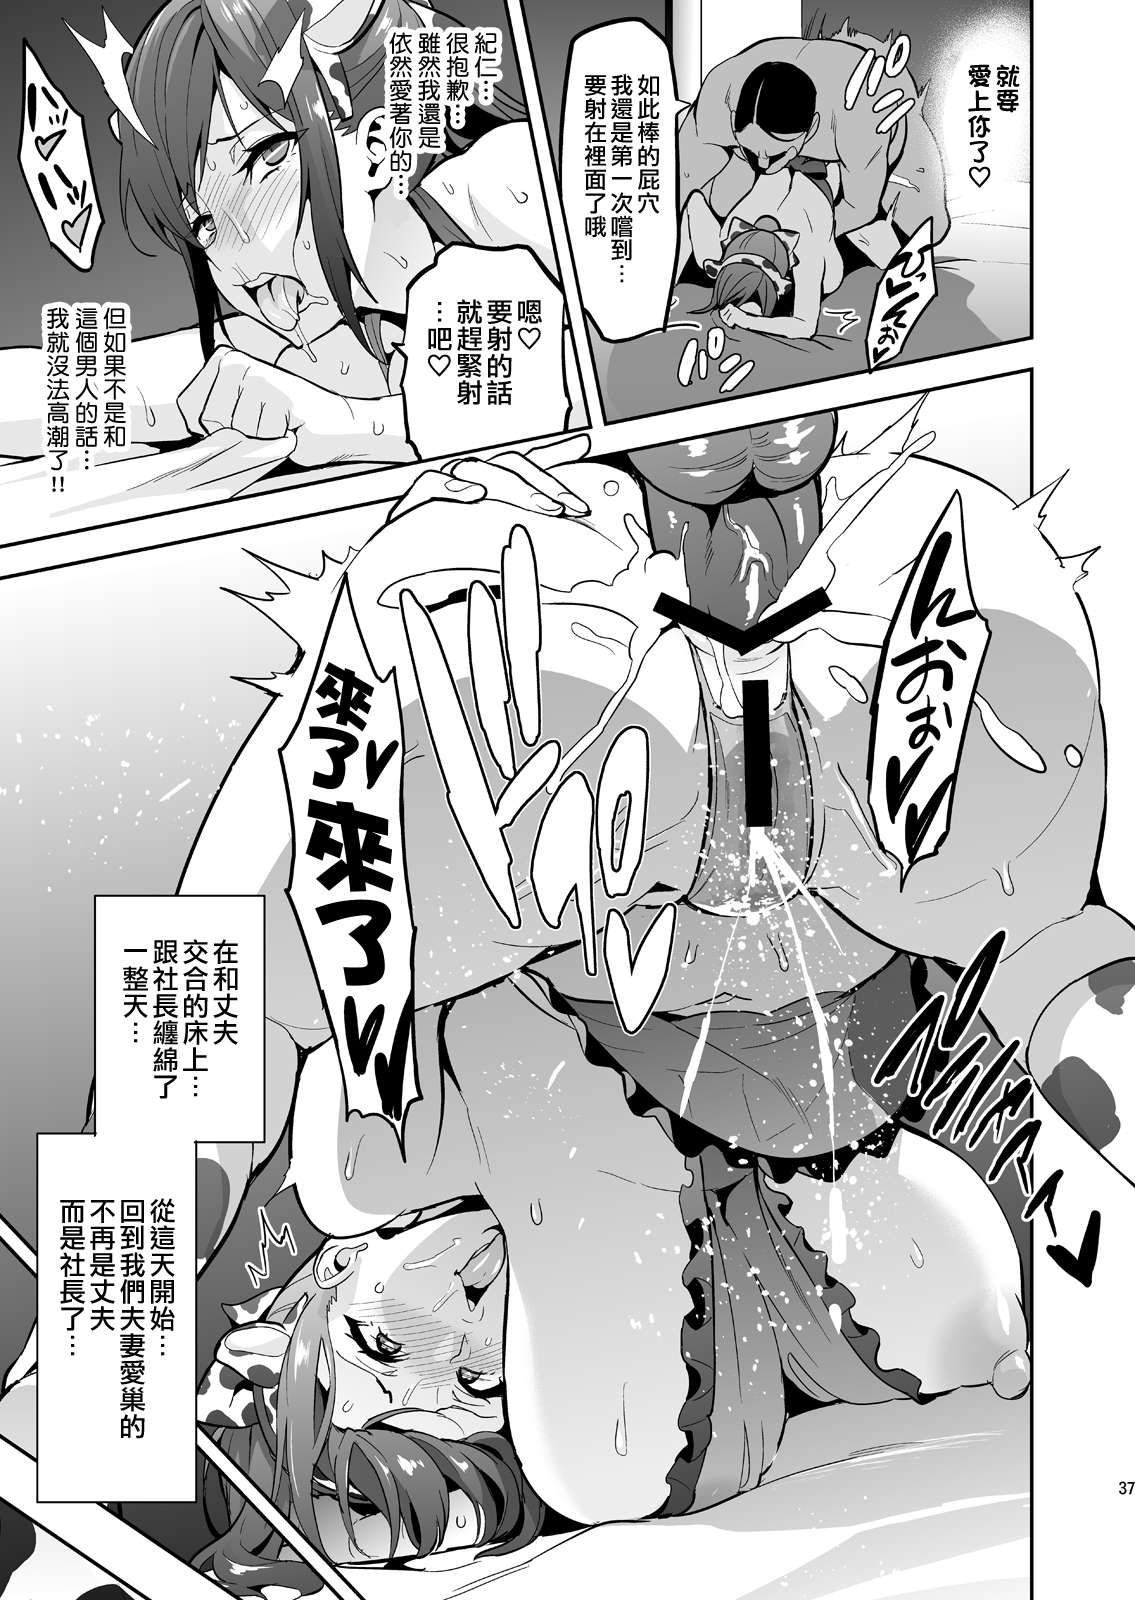 就要
愛上你了♡
如此棒的屁穴
我還是第一次嚐到…
要射在裡面了哦
紀仁…
很抱歉…
雖然我還是
依然愛著你的…
嗯♡
要射的話
就趕緊射
…吧♡
但如果不是和
這個男人的話…
我就沒法高潮了!!
んおおぉ
來了
來了
在和丈夫
交合的床上…
跟社長纏綿了
一整天…
從這天開始…
回到我們夫妻愛巢的
不再是丈夫
而是社長了…
37